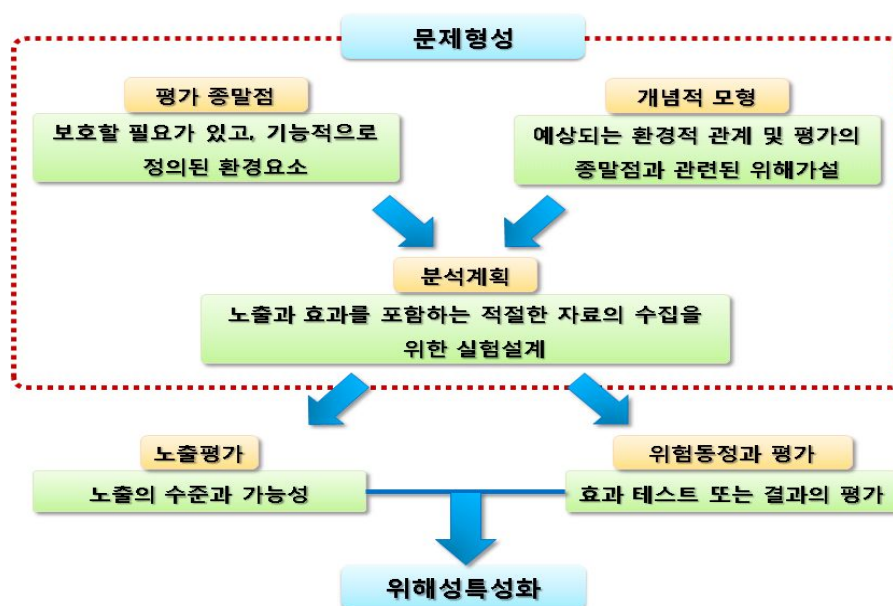 문제형성
평가 종말점
보호할 필요가 있고, 기능적으로
정의된 환경요소
개념적 모형
예상되는 환경적 관계 및 평가의
종말점과 관련된 위해가설
분석계획
노출과 효과를 포함하는 적절한 자료의 수집을
위한 실험설계
노출평가
노출의 수준과 가능성
위험동정과 평가
효과 테스트 또는 결과의 평가
위해성특성화